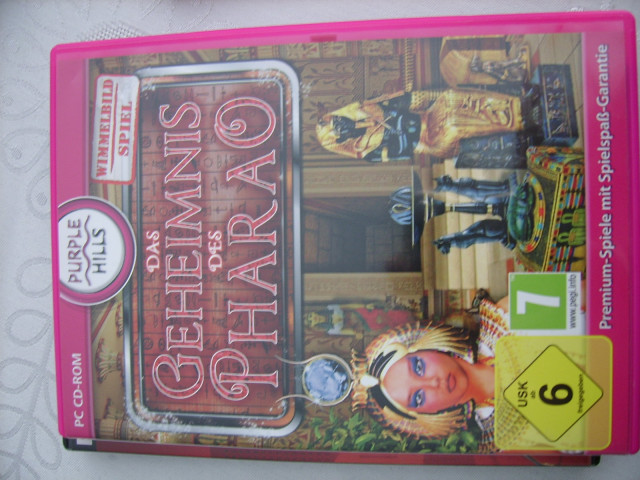 PC CD-ROM
PURPLE
HILLS
WIMMELBILD
SPIEL
DAS
GEHEIMNIS
DES
PHARAO
7
www.pegi.info
USK
ab
6
freigegeben
Premium-Spiele mit Spielspaß-Garantie